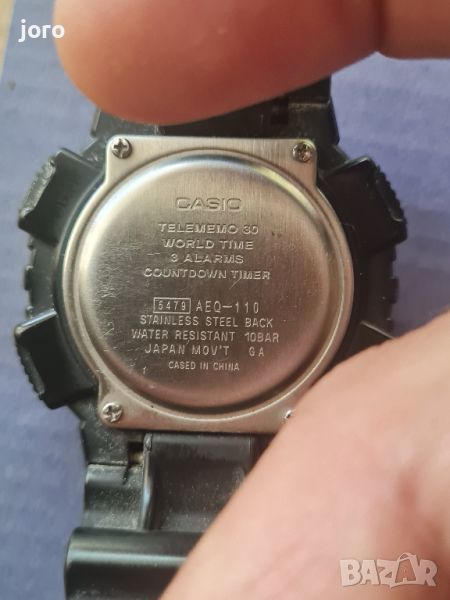 joro
CASIO
TELEMEMO 30
WORLD TIME
3 ALARMS
COUNTDOWN TIMER
5479 AEQ-110
STAINLESS STEEL BACK
WATER RESISTANT 10BAR
JAPAN MOV'T GA
CASED IN CHINA
BAZAR